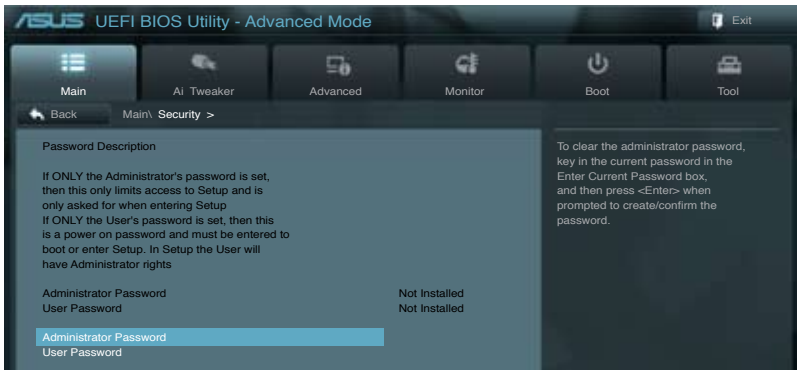 ASUS UEFI BIOS Utility - Advanced Mode
Exit
Main
Ai Tweaker
Advanced
Monitor
Boot
Tool
Back
Main\ Security >
Password Description
If ONLY the Administrator's password is set,
then this only limits access to Setup and is
only asked for when entering Setup
If ONLY the User's password is set, then this
is a power on password and must be entered to
boot or enter Setup. In Setup the User will
have Administrator rights
Administrator Password Not Installed
User Password Not Installed
Administrator Password
User Password
To clear the administrator password,
key in the current password in the
Enter Current Password box,
and then press <Enter> when
prompted to create/confirm the
password.